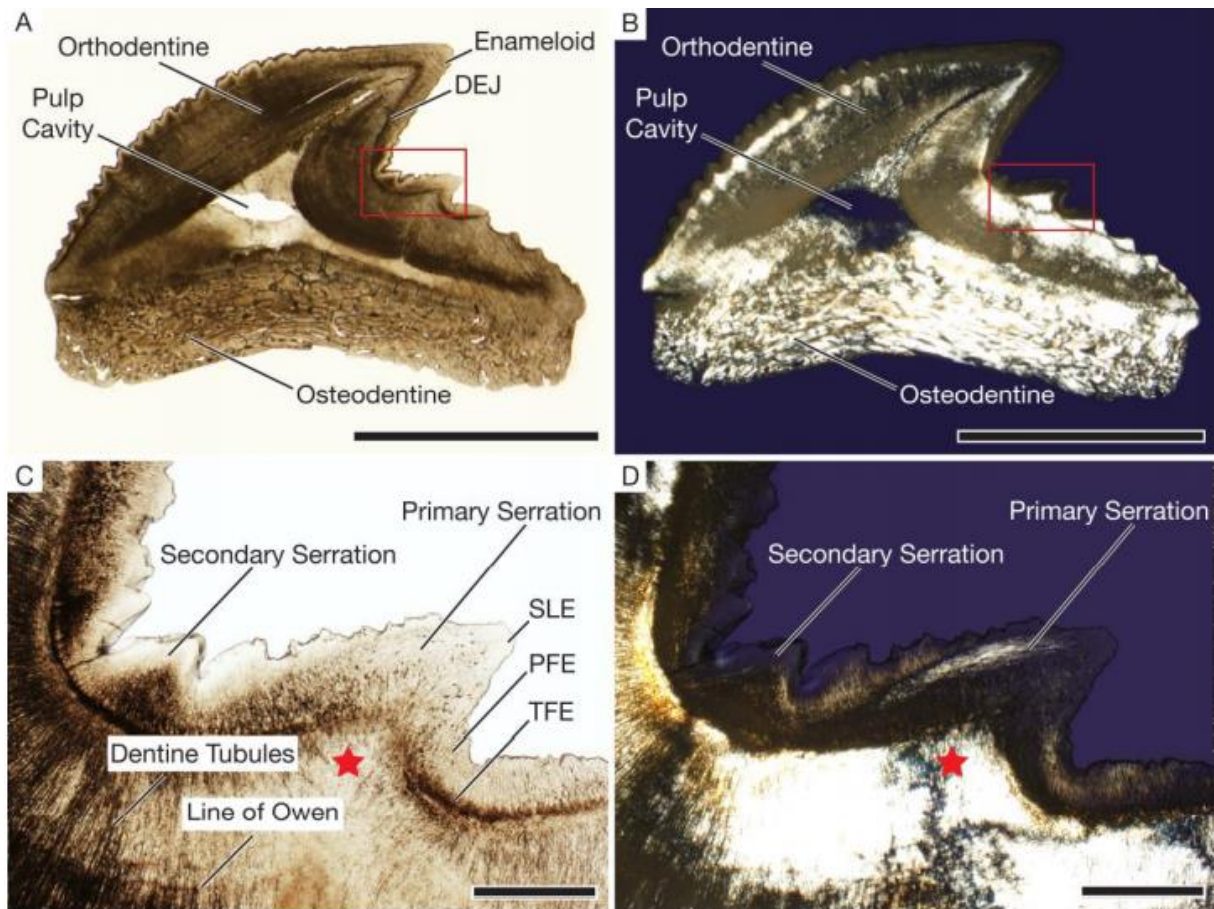 A
Orthodentine
Enameloid
DEJ
Pulp
Cavity
Osteodentine
B
Orthodentine
Pulp
Cavity
Osteodentine
C
Primary Serration
Secondary Serration
SLE
PFE
TFE
Dentine Tubules
Line of Owen
D
Primary Serration
Secondary Serration